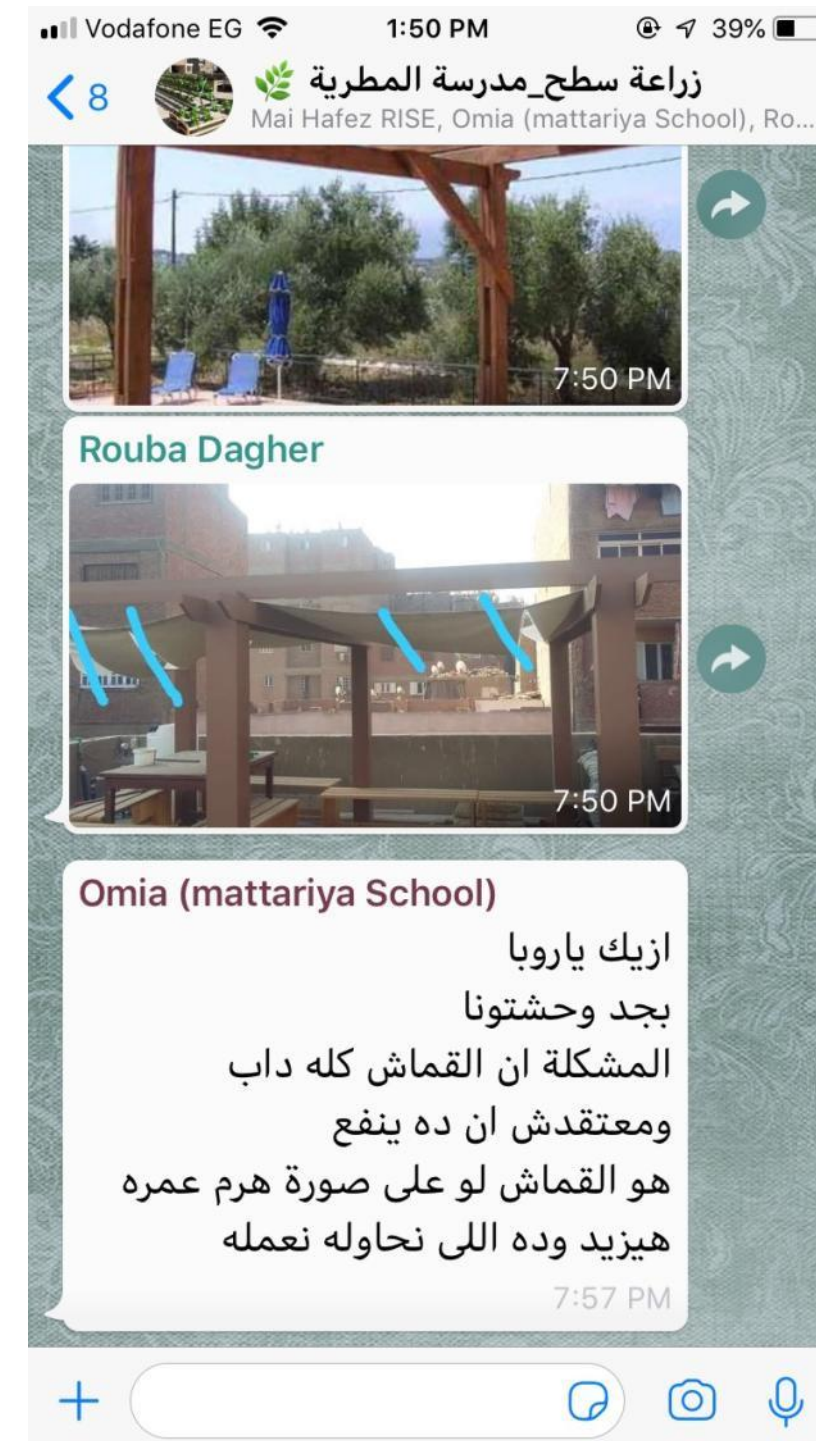 Vodafone EG
1:50 PM
39%
8
زراعة سطح_مدرسة المطرية 🌿
Mai Hafez RISE, Omia (mattariya School), Ro...
7:50 PM
Rouba Dagher
7:50 PM
Omia (mattariya School)
ازيك ياروبا
بجد وحشتونا
المشكلة ان القماش كله داب
ومعتقدش ان ده ينفع
هو القماش لو على صورة هرم عمره
هيزيد وده اللى نحاوله نعمله
7:57 PM